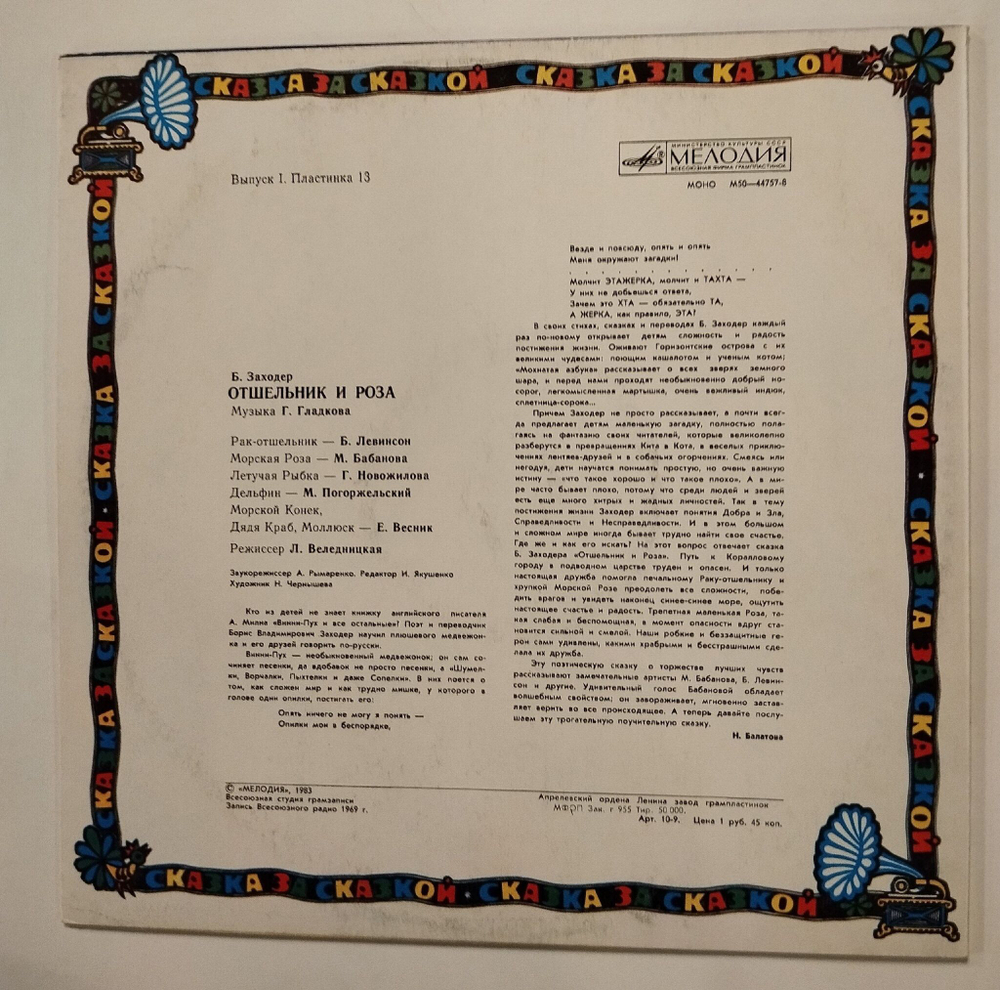 СКАЗКА ЗА СКАЗКОЙ · СКАЗКА ЗА СКАЗКОЙ
СКАЗКА ЗА СКАЗКОЙ · СКАЗКА ЗА СКАЗКОЙ
СКАЗКА ЗА СКАЗКОЙ · СКАЗКА ЗА СКАЗКОЙ
Выпуск I. Пластинка 13
МИНИСТЕРСТВО КУЛЬТУРЫ СССР
МЕЛОДИЯ
ВСЕСОЮЗНАЯ ФИРМА ГРАМПЛАСТИНОК
МОНО М50—44757-8
Б. Заходер
ОТШЕЛЬНИК И РОЗА
Музыка Г. Гладкова
Рак-отшельник — Б. Левинсон
Морская Роза — М. Бабанова
Летучая Рыбка — Г. Новожилова
Дельфин — М. Погоржельский
Морской Конек,
Дядя Краб, Моллюск — Е. Весник
Режиссер Л. Веледницкая
Звукорежиссер А. Рымаренко. Редактор И. Якушенко
Художник Н. Чернышева
Кто из детей не знает книжку английского писателя
А. Милна «Винни-Пух и все остальные»! Поэт и переводчик
Борис Владимирович Заходер научил плюшевого медвежон-
ка и его друзей говорить по-русски.
Винни-Пух — необыкновенный медвежонок; он сам со-
чиняет песенки, да вдобавок не просто песенки, а «Шумел-
ки, Ворчалки, Пыхтелки и даже Сопелки». В них поется о
том, как сложен мир и как трудно мишке, у которого в
голове одни опилки, постигать его:
Опять ничего не могу я понять —
Опилки мои в беспорядке,
Везде и повсюду, опять и опять
Меня окружают загадки!
. . . . . . . . . . . . .
Молчит ЭТАЖЕРКА, молчит и ТАХТА —
У них не добьешься ответа,
Зачем это ХТА — обязательно ТА,
А ЖЕРКА, как правило, ЭТА?
В своих стихах, сказках и переводах Б. Заходер каждый
раз по-новому открывает детям сложность и радость
постижения жизни. Оживают Горизонтские острова с их
великими чудесами: поющим кашалотом и ученым котом;
«Мохнатая азбука» рассказывает о всех зверях земного
шара, и перед нами проходят необыкновенно добрый но-
сорог, легкомысленная мартышка, очень вежливый индюк,
сплетница-сорока...
Причем Заходер не просто рассказывает, а почти всег-
да предлагает детям маленькую загадку, полностью пола-
гаясь на фантазию своих читателей, которые великолепно
разберутся в превращениях Кита в Кота, в веселых приклю-
чениях лентяев-друзей и в собачьих огорчениях. Смеясь или
негодуя, дети научатся понимать простую, но очень важную
истину — «что такое хорошо и что такое плохо». А в ми-
ре часто бывает плохо, потому что среди людей и зверей
есть еще много хитрых и жадных личностей. Так в тему
постижения жизни Заходер включает понятия Добра и Зла,
Справедливости и Несправедливости. И в этом большом
и сложном мире иногда бывает трудно найти свое счастье.
Где же и как его искать? На этот вопрос отвечает сказка
Б. Заходера «Отшельник и Роза». Путь к Коралловому
городу в подводном царстве труден и опасен. И только
настоящая дружба помогла печальному Раку-отшельнику и
хрупкой Морской Розе преодолеть все сложности, побе-
дить врагов и увидеть наконец синее-синее море, ощутить
настоящее счастье и радость. Трепетная маленькая Роза, та-
кая слабая и беспомощная, в момент опасности вдруг ста-
новится сильной и смелой. Наши робкие и беззащитные ге-
рои сами удивлены, какими храбрыми и бесстрашными сде-
лала их дружба.
Эту поэтическую сказку о торжестве лучших чувств
рассказывают замечательные артисты М. Бабанова, Б. Левин-
сон и другие. Удивительный голос Бабановой обладает
волшебным свойством; он завораживает, мгновенно застав-
ляет верить во все происходящее. А теперь давайте послу-
шаем эту трогательную поучительную сказку.
Н. Балатова
© «МЕЛОДИЯ», 1983
Всесоюзная студия грамзаписи
Запись Всесоюзного радио 1969 г.
Апрелевский ордена Ленина завод грампластинок
МФОП Зак. г 955 Тир. 50.000.
Арт. 10-9. Цена 1 руб. 45 коп.
СКАЗКА ЗА СКАЗКОЙ · СКАЗКА ЗА СКАЗКОЙ